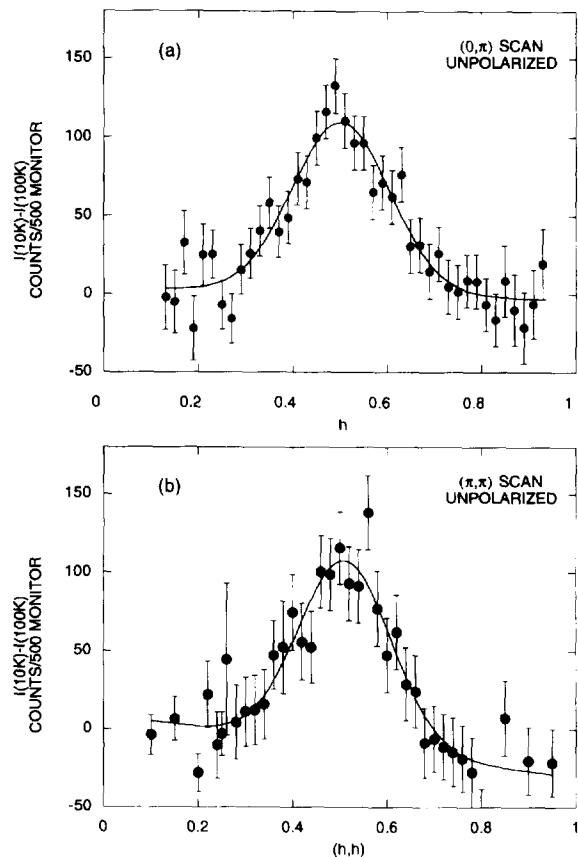 (a)
(0,π) SCAN
UNPOLARIZED
I(10K)-I(100K)
COUNTS/500 MONITOR
150
100
50
0
-50
0
0.2
0.4
0.6
0.8
1
h
(b)
(π,π) SCAN
UNPOLARIZED
I(10K)-I(100K)
COUNTS/500 MONITOR
150
100
50
0
-50
0
0.2
0.4
0.6
0.8
1
(h,h)